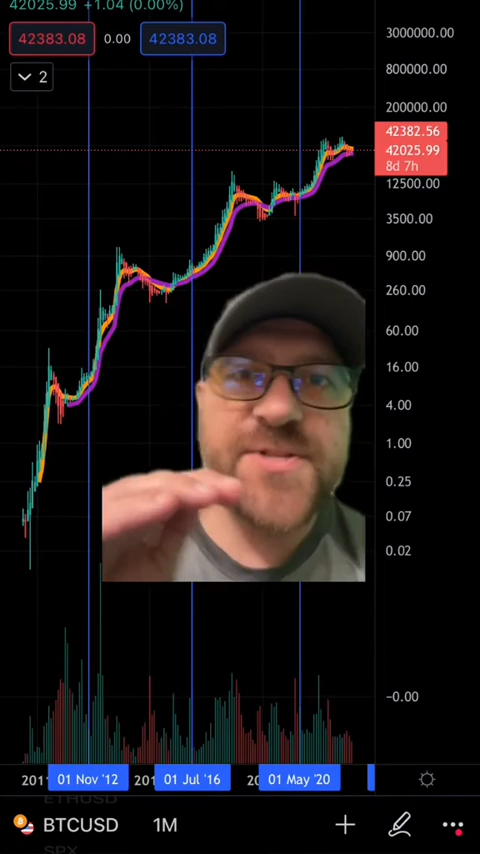 42025.99 +1.04 (0.00%)
42383.08 0.00 42383.08
2
3000000.00
800000.00
200000.00
42382.56
42025.99
8d 7h
12500.00
3500.00
900.00
260.00
60.00
16.00
4.00
1.00
0.25
0.07
0.02
−0.00
01 Nov '12 01 Jul '16 01 May '20
ETHUSD
BTCUSD 1M
SPX